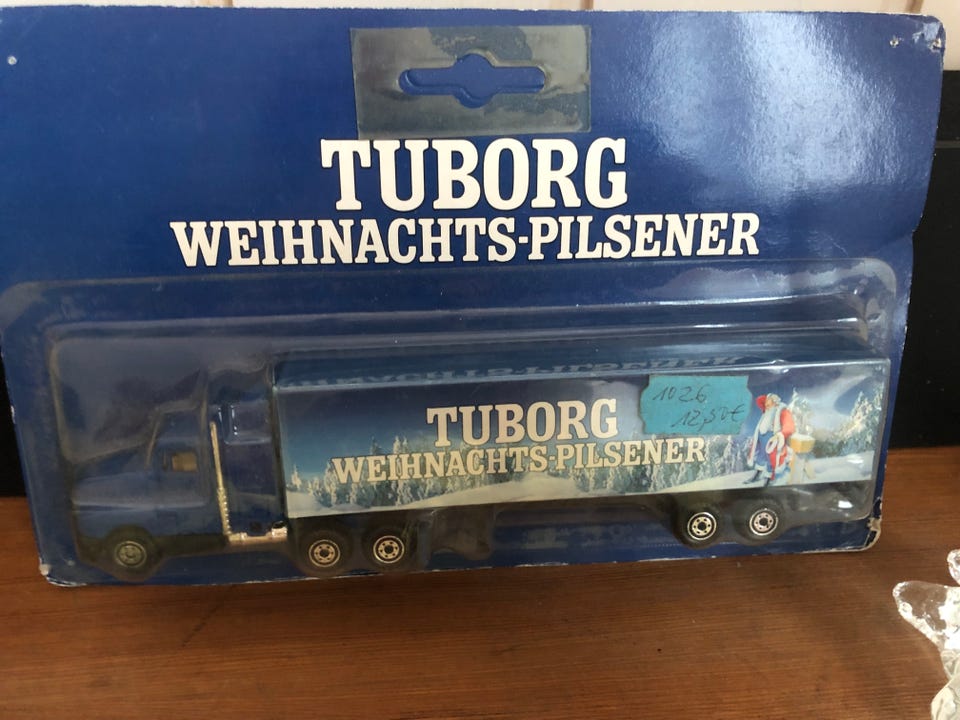 TUBORG
WEIHNACHTS-PILSENER
TUBORG
WEIHNACHTS-PILSENER
1026
12,50€